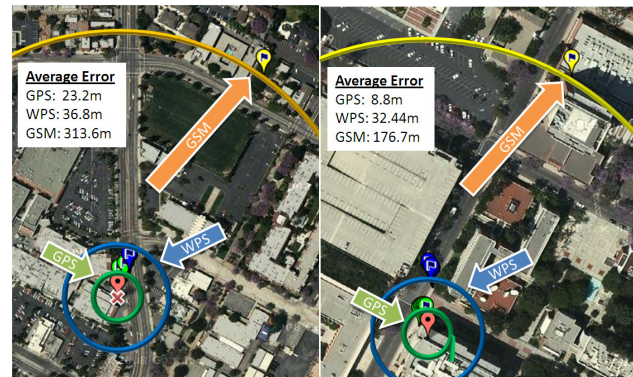 Average Error
GPS: 23.2m
WPS: 36.8m
GSM: 313.6m
GSM
WPS
GPS
Average Error
GPS: 8.8m
WPS: 32.44m
GSM: 176.7m
GSM
WPS
GPS